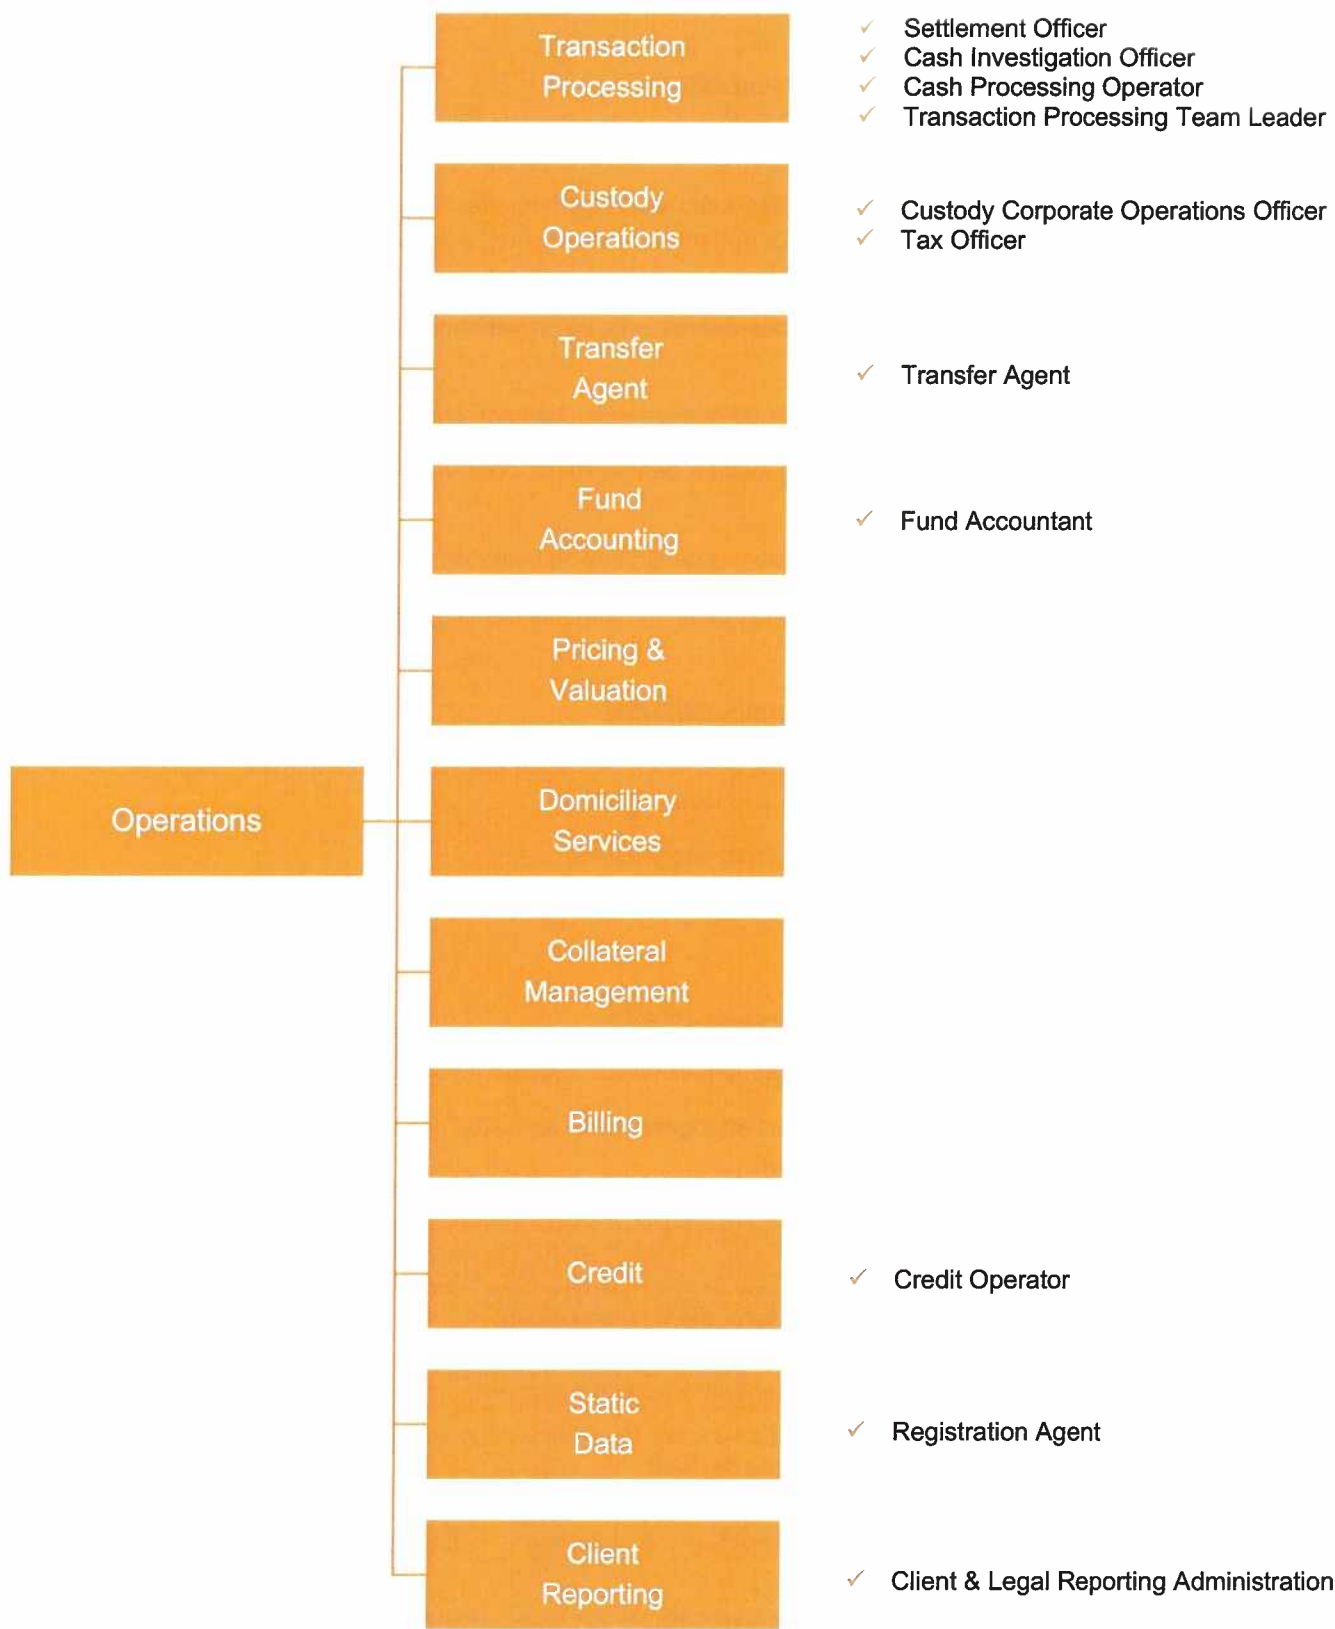 Transaction
Processing
Settlement Officer
Cash Investigation Officer
Cash Processing Operator
Transaction Processing Team Leader
Custody
Operations
Custody Corporate Operations Officer
Tax Officer
Transfer
Agent
Transfer Agent
Fund
Accounting
Fund Accountant
Pricing &
Valuation
Operations
Domiciliary
Services
Collateral
Management
Billing
Credit
Credit Operator
Static
Data
Registration Agent
Client
Reporting
Client & Legal Reporting Administration